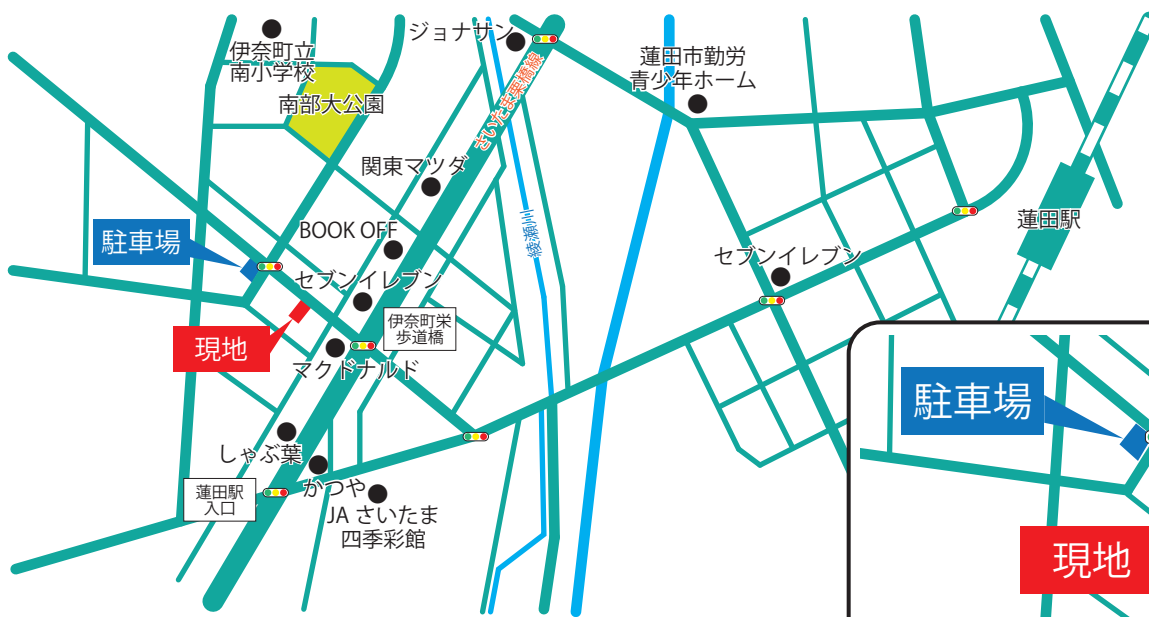 伊奈町立
南小学校
南部大公園
ジョナサン
さいたま栗橋線
蓮田市勤労
青少年ホーム
関東マツダ
BOOK OFF
駐車場
セブンイレブン
綾瀬川
セブンイレブン
蓮田駅
伊奈町栄
歩道橋
現地
マクドナルド
しゃぶ葉
かつや
蓮田駅
入口
JA さいたま
四季彩館
駐車場
現地